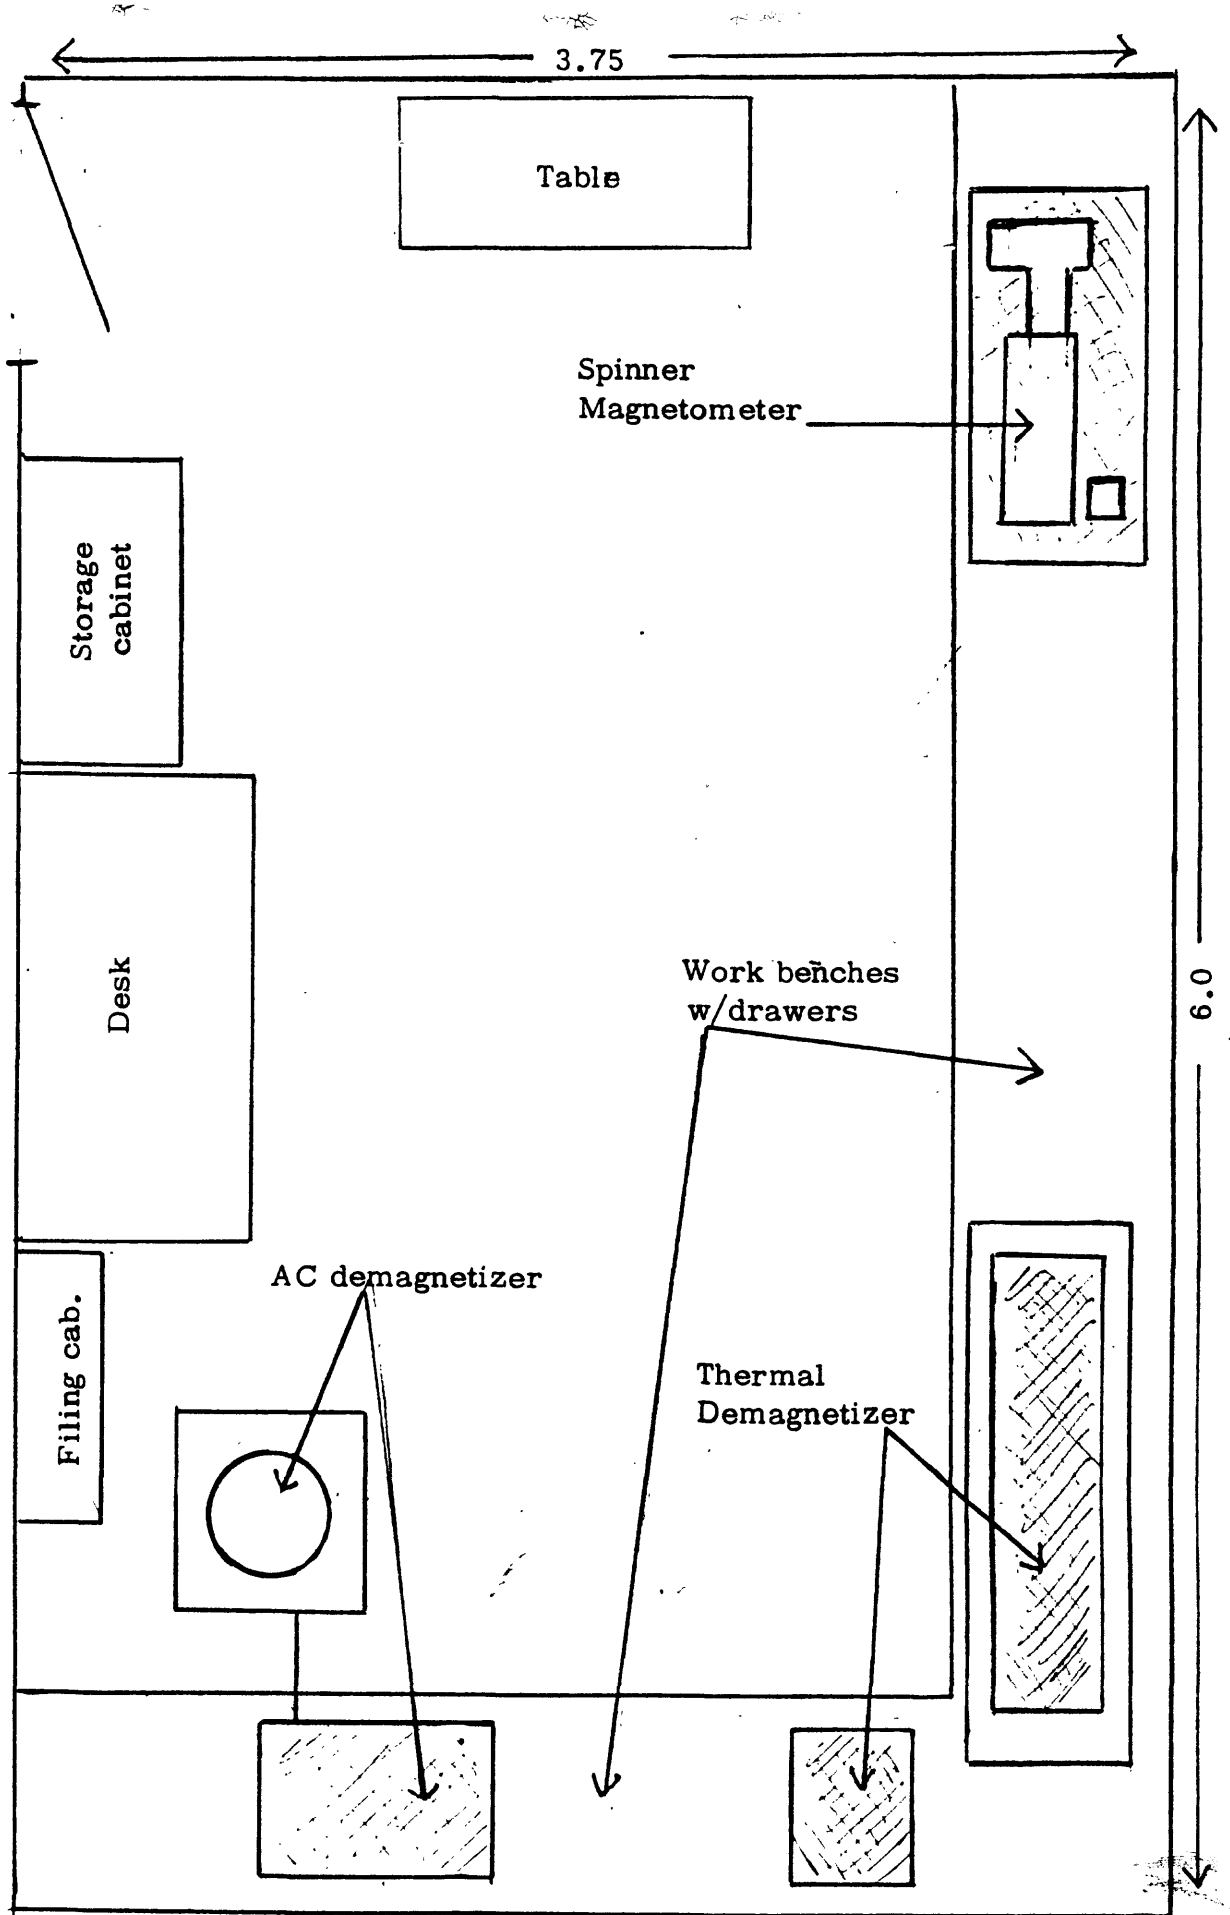 3.75
Table
Spinner
Magnetometer
Storage
cabinet
Work benches
w/drawers
6.0
Desk
AC demagnetizer
Filing cab.
Thermal
Demagnetizer